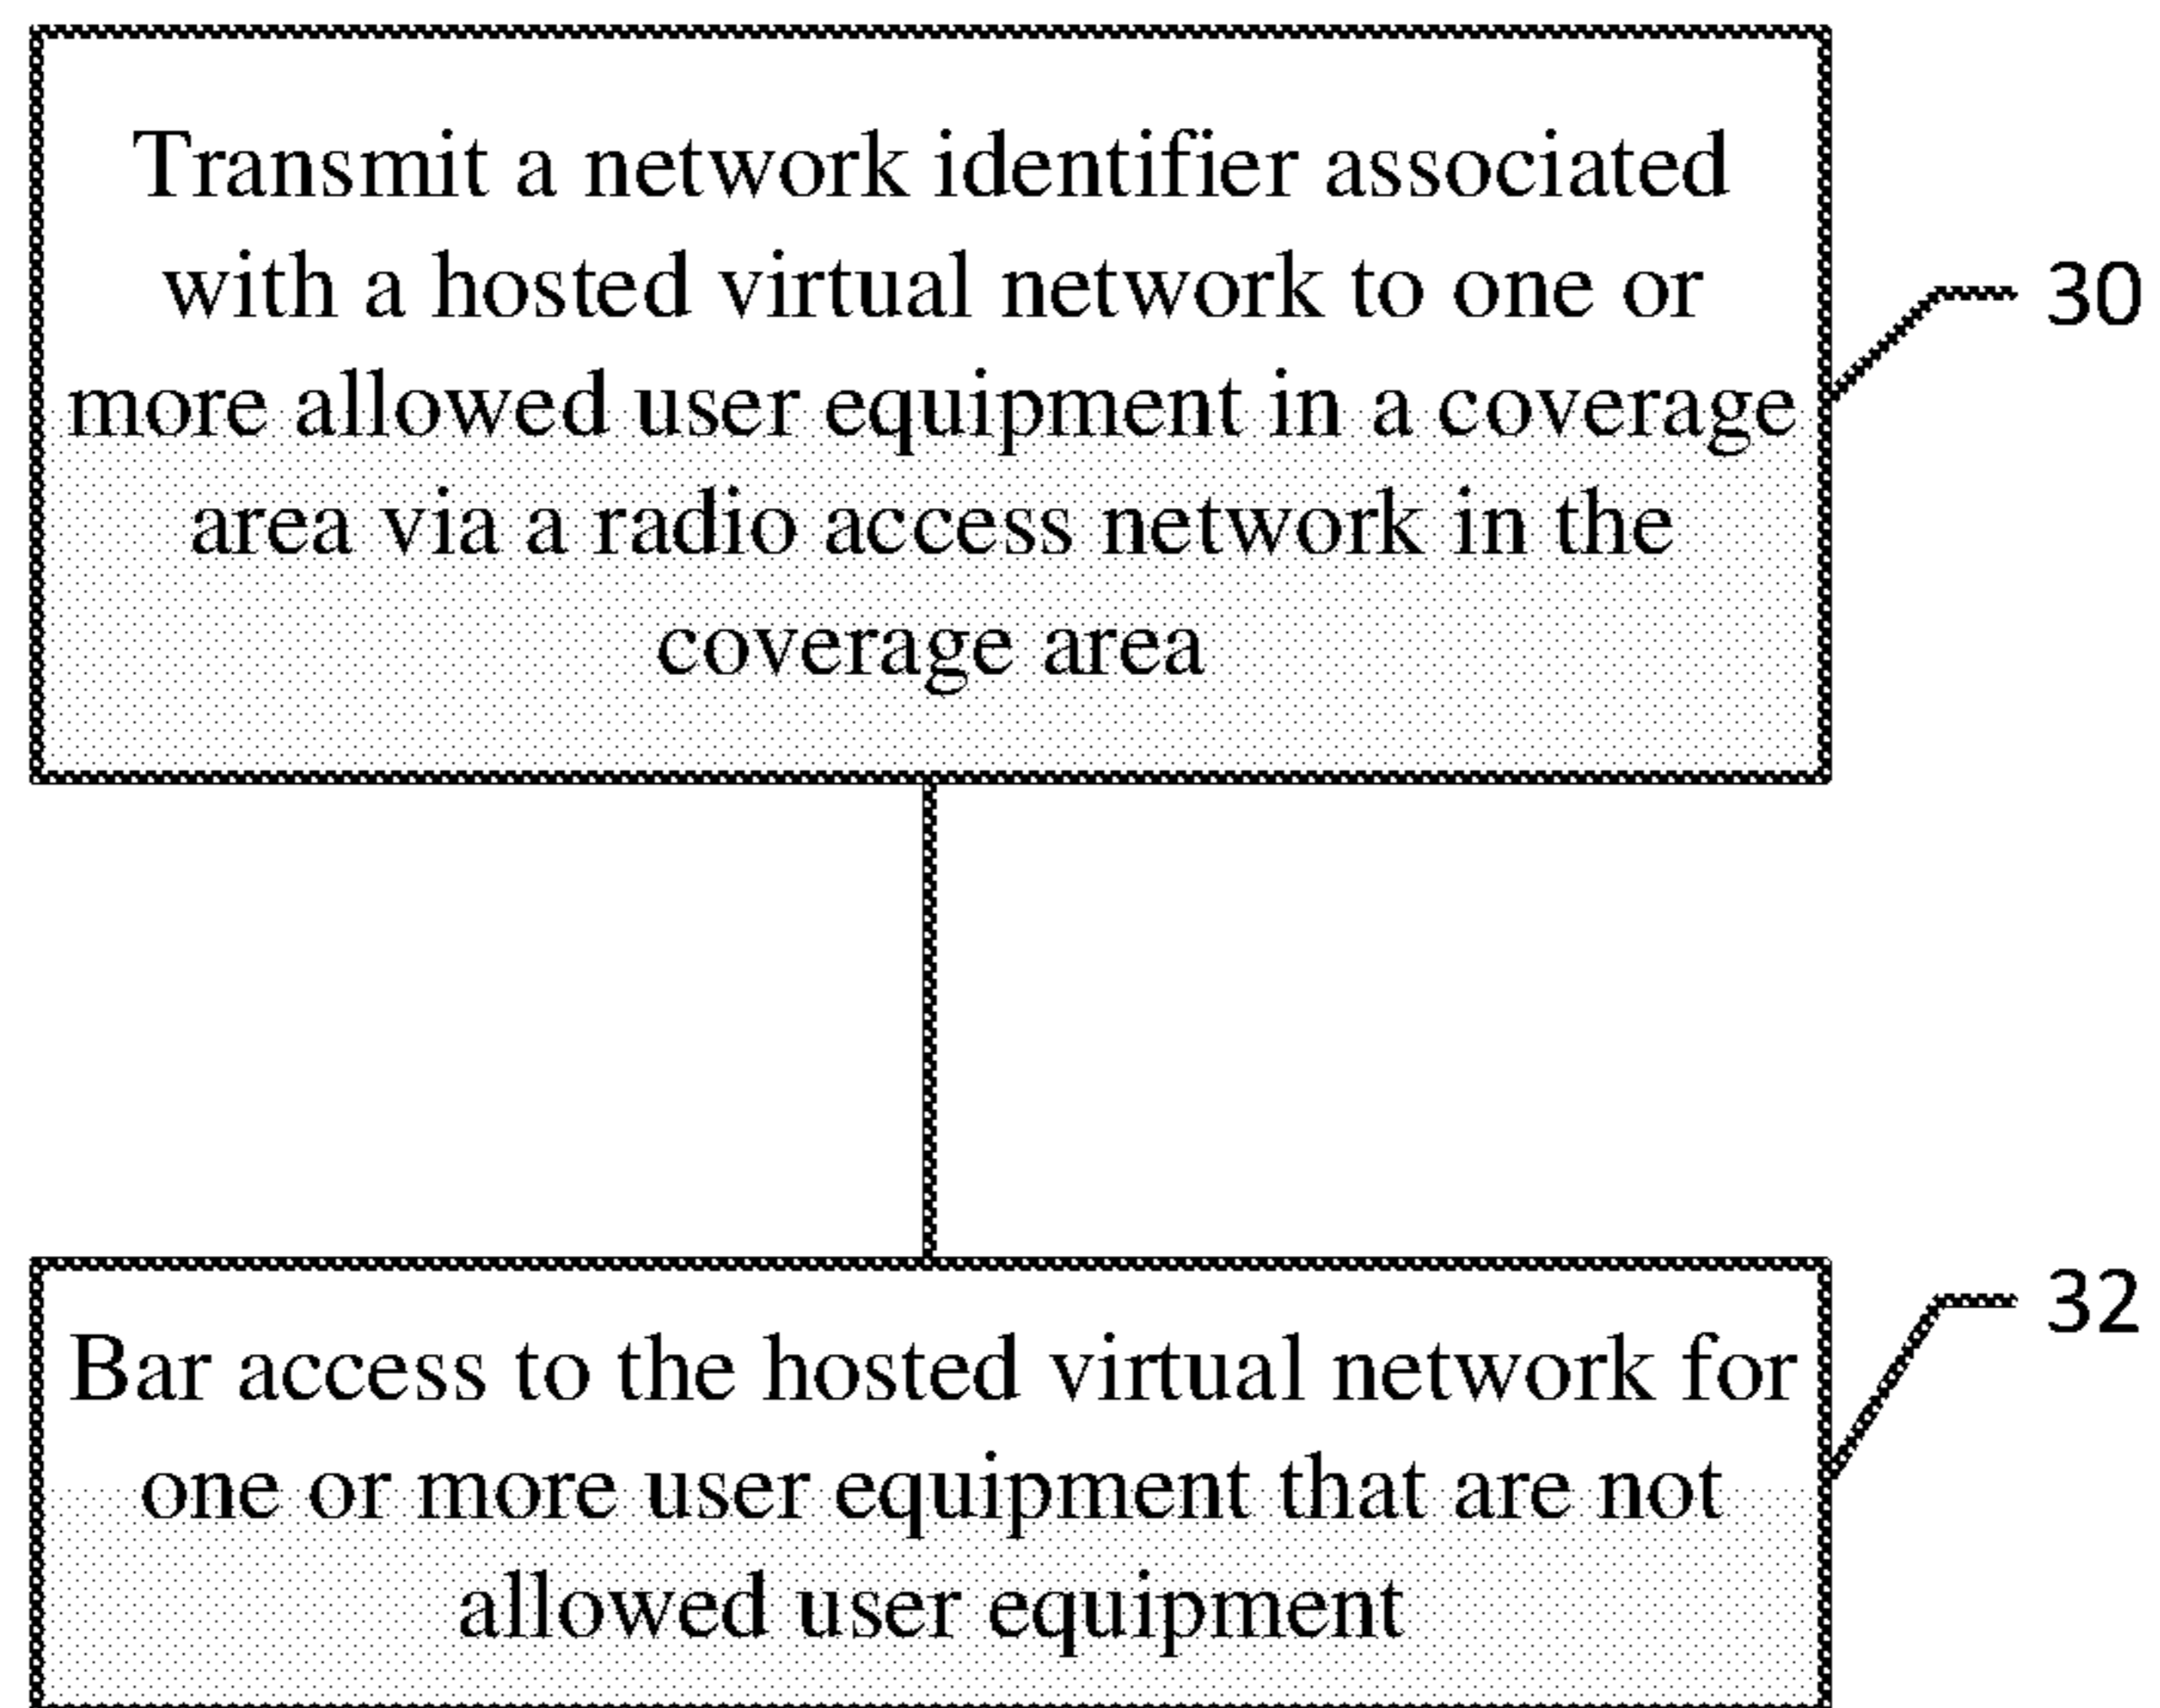 Transmit a network identifier associated
with a hosted virtual network to one or
more allowed user equipment in a coverage
area via a radio access network in the
coverage area
30
Bar access to the hosted virtual network for
one or more user equipment that are not
allowed user equipment
32